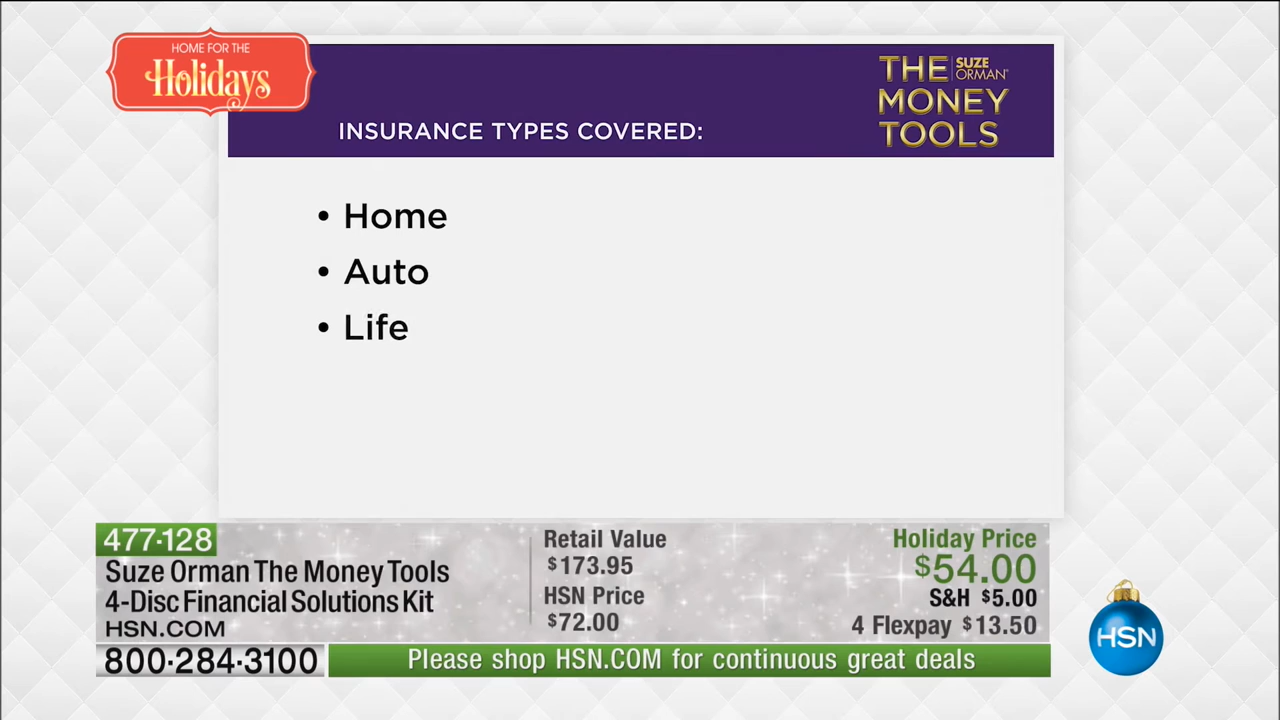 HOME FOR THE
Holidays
THE SUZE ORMAN®
MONEY
TOOLS
INSURANCE TYPES COVERED:
• Home
• Auto
• Life
477-128
Suze Orman The Money Tools
4-Disc Financial Solutions Kit
HSN.COM
Retail Value
$173.95
HSN Price
$72.00
Holiday Price
$54.00
S&H $5.00
4 Flexpay $13.50
HSN
800-284-3100
Please shop HSN.COM for continuous great deals